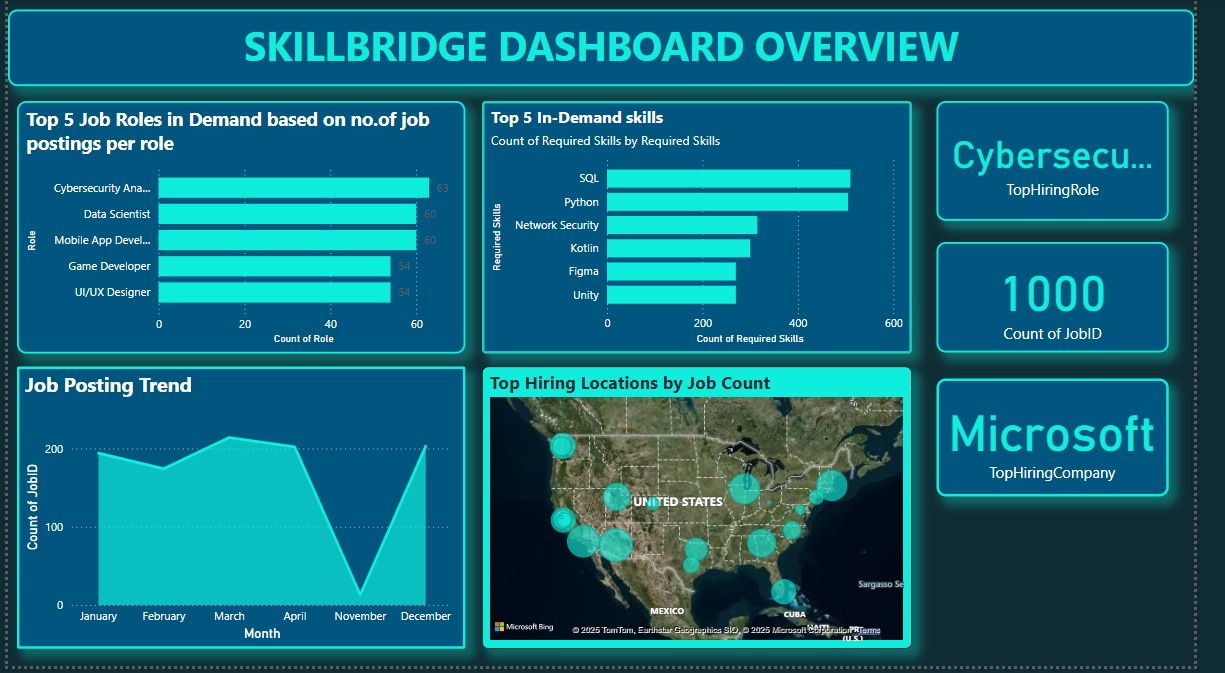 SKILLBRIDGE DASHBOARD OVERVIEW
Top 5 Job Roles in Demand based on no.of job
postings per role
Role
Cybersecurity Ana...
63
Data Scientist
60
Mobile App Devel...
60
Game Developer
54
UI/UX Designer
54
0 20 40 60
Count of Role
Top 5 In-Demand skills
Count of Required Skills by Required Skills
Required Skills
SQL
Python
Network Security
Kotlin
Figma
Unity
0 200 400 600
Count of Required Skills
Cybersecu...
TopHiringRole
1000
Count of JobID
Microsoft
TopHiringCompany
Job Posting Trend
Count of JobID
200
100
0
January February March April November December
Month
Top Hiring Locations by Job Count
UNITED STATES
Sargasso Se
MEXICO
CUBA
HAITI
PR
(U.S.)
Microsoft Bing
© 2025 TomTom, Earthstar Geographics SIO, © 2025 Microsoft Corporation Terms